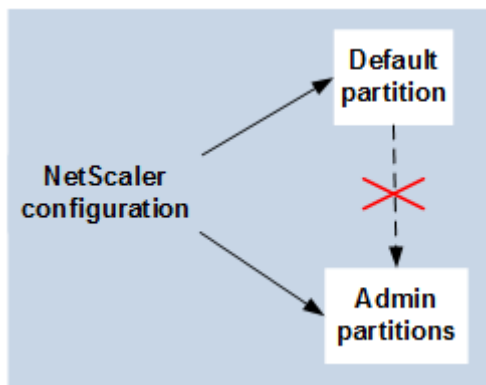 Default
partition
NetScaler
configuration
Admin
partitions